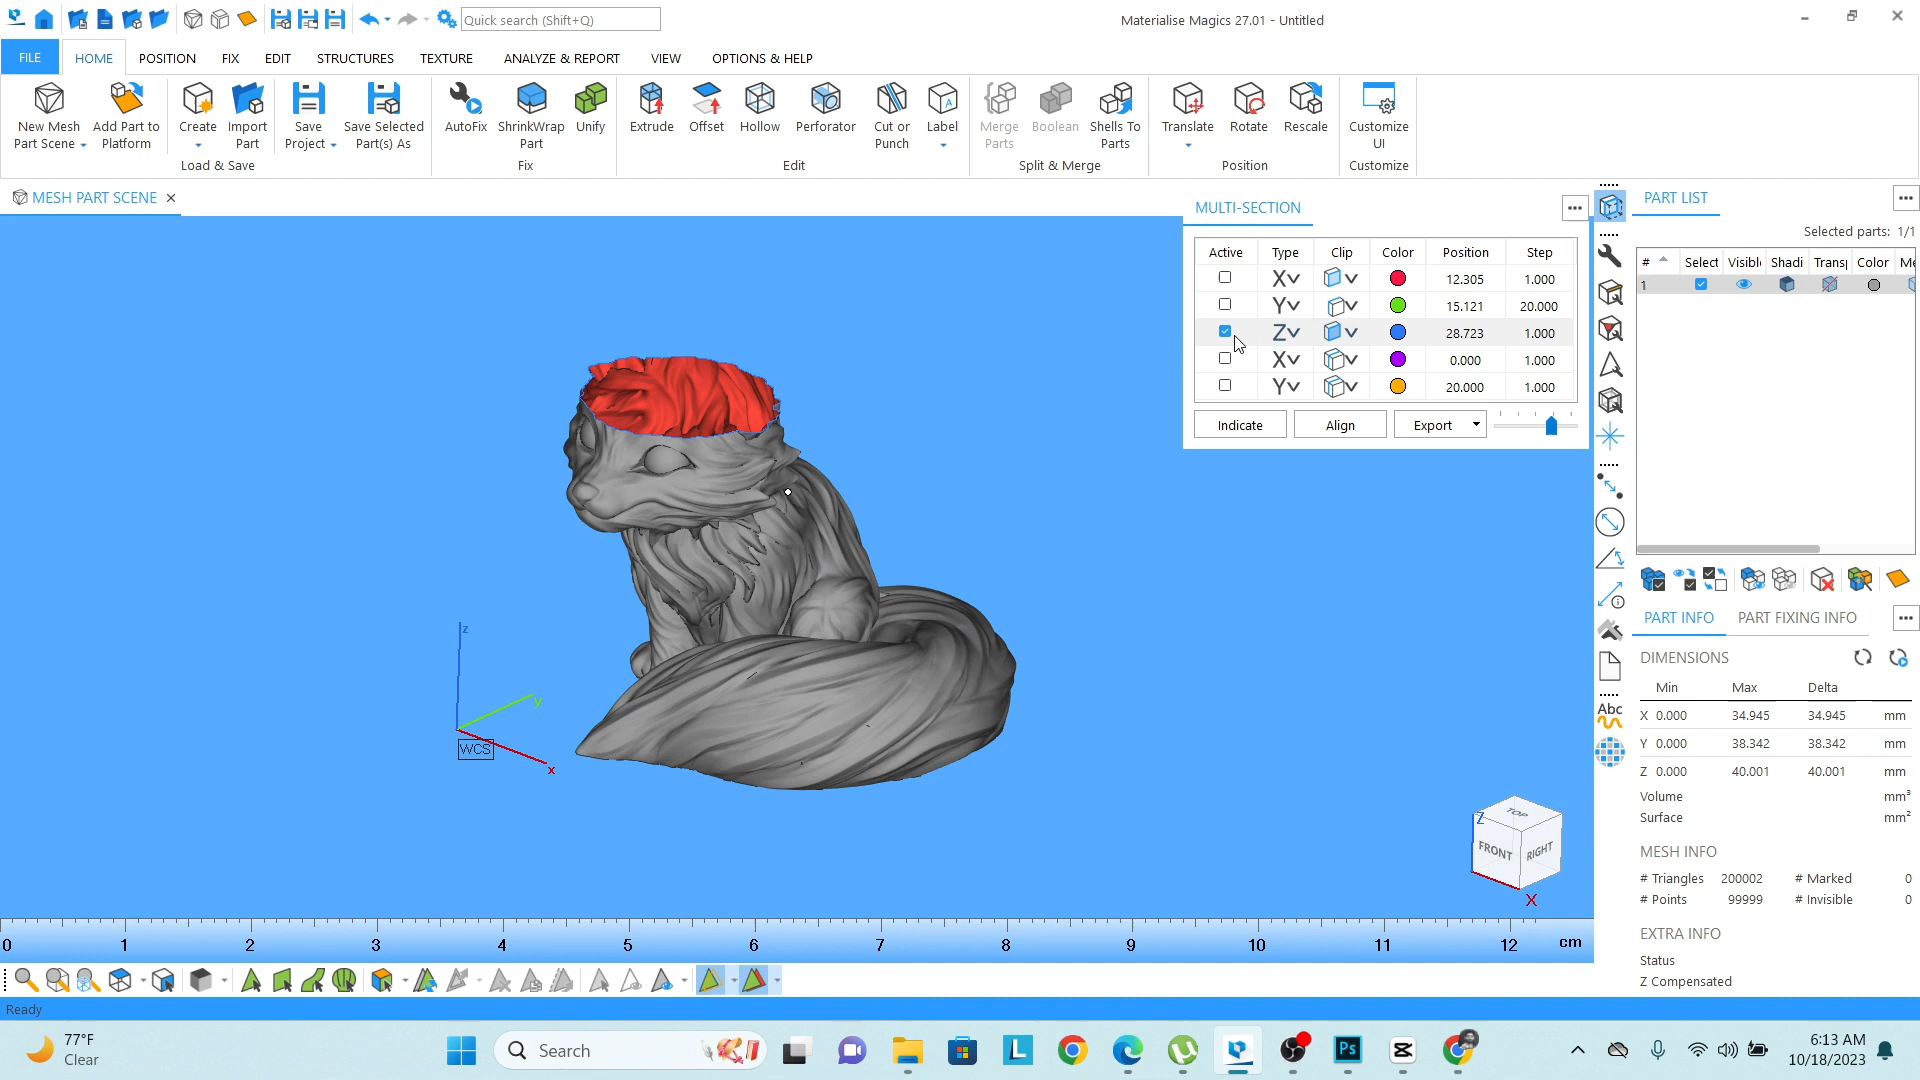 Quick search (Shift+Q)
Materialise Magics 27.01 - Untitled
FILE HOME POSITION FIX EDIT STRUCTURES TEXTURE ANALYZE & REPORT VIEW OPTIONS & HELP
New Mesh Part Scene
Add Part to Platform
Create
Import Part
Save Project
Save Selected Part(s) As
AutoFix
ShrinkWrap Part
Unify
Extrude
Offset
Hollow
Perforator
Cut or Punch
Label
Merge Parts
Boolean
Shells To Parts
Translate
Rotate
Rescale
Customize UI
Load & Save
Fix
Edit
Split & Merge
Position
Customize
MESH PART SCENE
MULTI-SECTION
Active Type Clip Color Position Step
X 12.305 1.000
Y 15.121 20.000
Z 28.723 1.000
X 0.000 1.000
Y 20.000 1.000
Indicate Align Export
PART LIST
Selected parts: 1/1
# Select Visibl Shadi Transp Color Me
1
z
y
WCS
x
TOP
Z
FRONT RIGHT
X
Abc
PART INFO PART FIXING INFO
DIMENSIONS
Min Max Delta
X 0.000 34.945 34.945 mm
Y 0.000 38.342 38.342 mm
Z 0.000 40.001 40.001 mm
Volume mm³
Surface mm²
MESH INFO
# Triangles 200002 # Marked 0
# Points 99999 # Invisible 0
EXTRA INFO
Status
Z Compensated
0 1 2 3 4 5 6 7 8 9 10 11 12 cm
Ready
77°F
Clear
Search
L
Ps
6:13 AM
10/18/2023